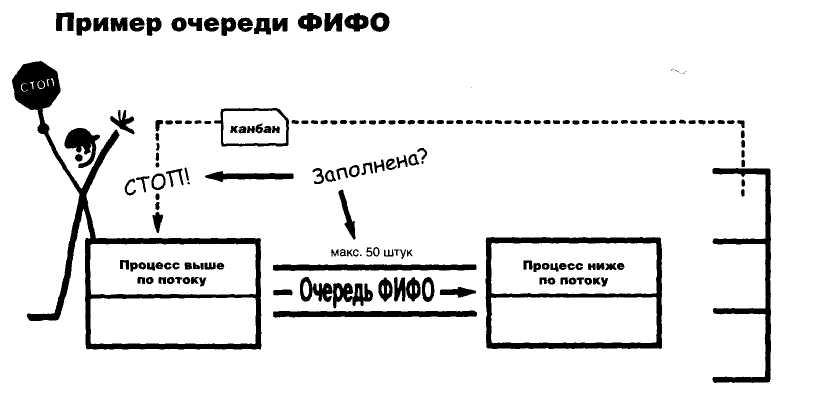 Пример очереди ФИФО
СТОП
канбан
СТОП!
Заполнена?
макс. 50 штук
Процесс выше
по потоку
Очередь ФИФО
Процесс ниже
по потоку